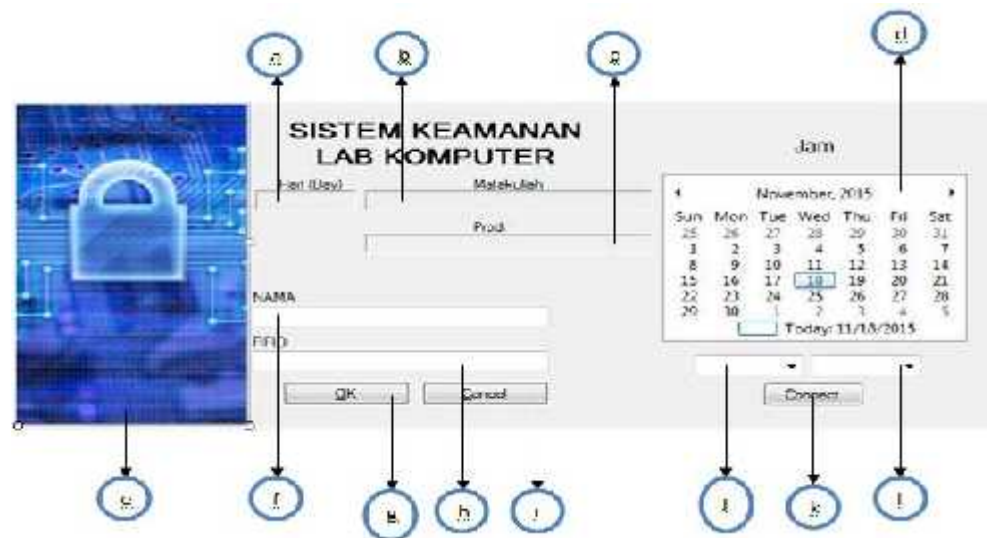 a b c d
SISTEM KEAMANAN
LAB KOMPUTER
Jam
Hari (Day) Matakuliah
Prodi
November, 2015
Sun Mon Tue Wed Thu Fri Sat
25 26 27 28 29 30 31
1 2 3 4 5 6 7
8 9 10 11 12 13 14
15 16 17 18 19 20 21
22 23 24 25 26 27 28
29 30 1 2 3 4 5
Today: 11/18/2015
NAMA
RFID
OK Cancel
Connect
e f g h i k l